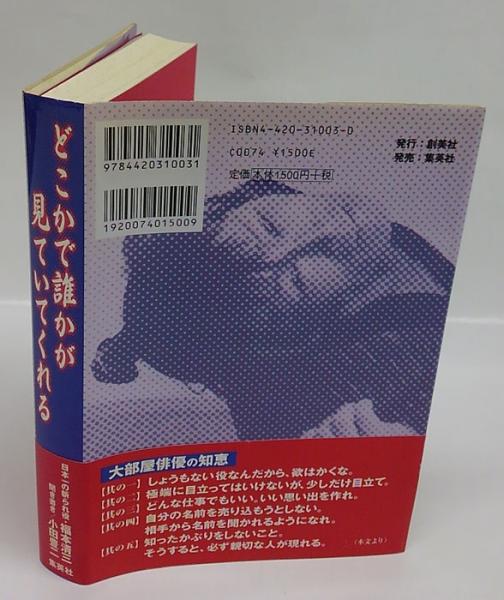 どこかで誰かが
見ていてくれる
日本一の斬られ役 福本清三
聞き書き 小田豊二
集英社
9784420310031
1920074015009
ISBN4-420-31003-0
C0074 ¥1500E
定価 本体1500円+税
発行:創美社
発売:集英社
大部屋俳優の知恵
【其の一】しょうもない役なんだから、欲はかくな。
【其の二】極端に目立ってはいけないが、少しだけ目立て。
【其の三】どんな仕事でもいい。いい思い出を作れ。
【其の四】自分の名前を売り込もうとしない。
相手から名前を聞かれるようになれ。
【其の五】知ったかぶりをしないこと。
そうすると、必ず親切な人が現れる。
(本文より)